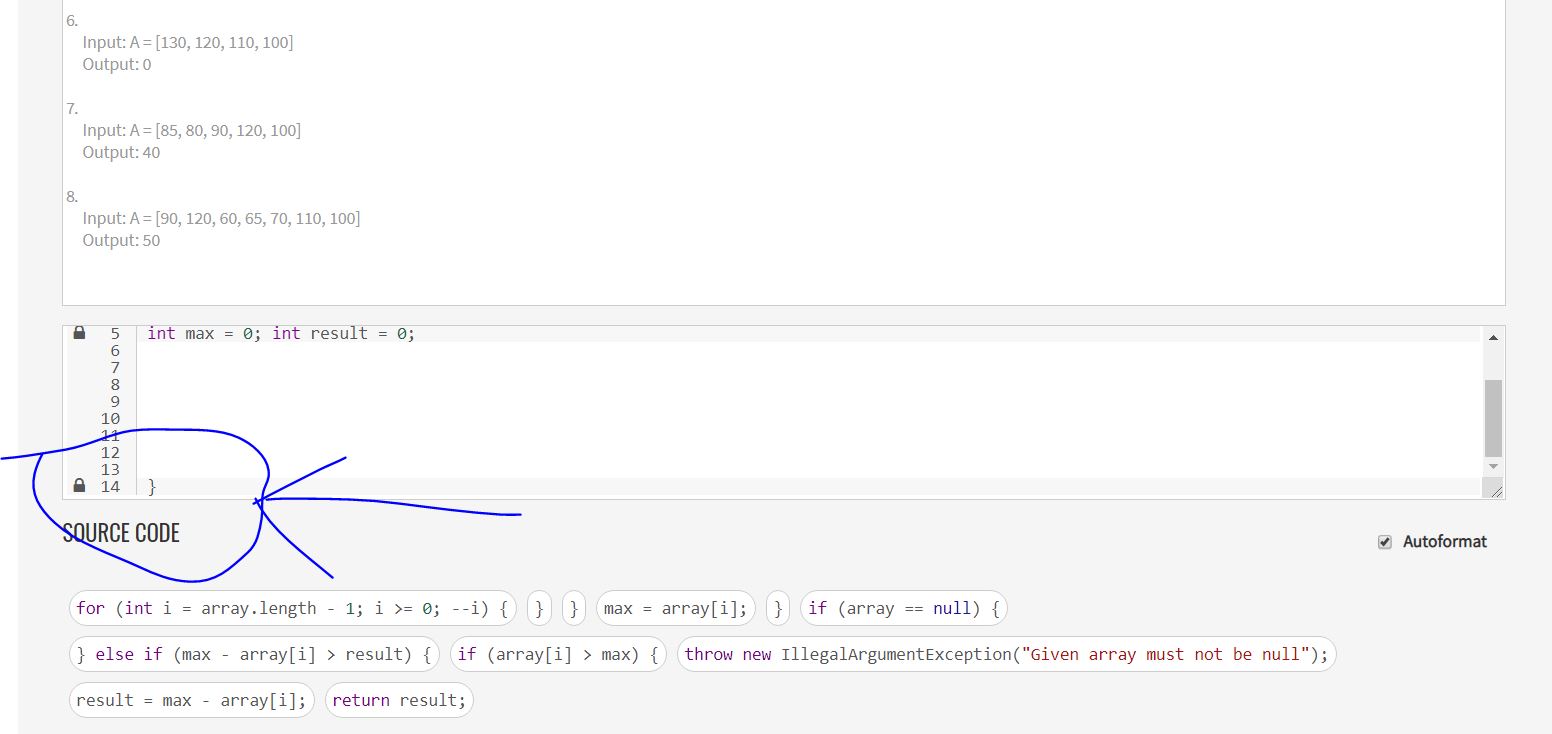 6.
Input: A = [130, 120, 110, 100]
Output: 0
7.
Input: A = [85, 80, 90, 120, 100]
Output: 40
8.
Input: A = [90, 120, 60, 65, 70, 110, 100]
Output: 50
5 int max = 0; int result = 0;
6
7
8
9
10
11
12
13
14 }
SOURCE CODE
Autoformat
for (int i = array.length - 1; i >= 0; --i) { } } max = array[i]; } if (array == null) {
} else if (max - array[i] > result) { if (array[i] > max) { throw new IllegalArgumentException("Given array must not be null");
result = max - array[i]; return result;